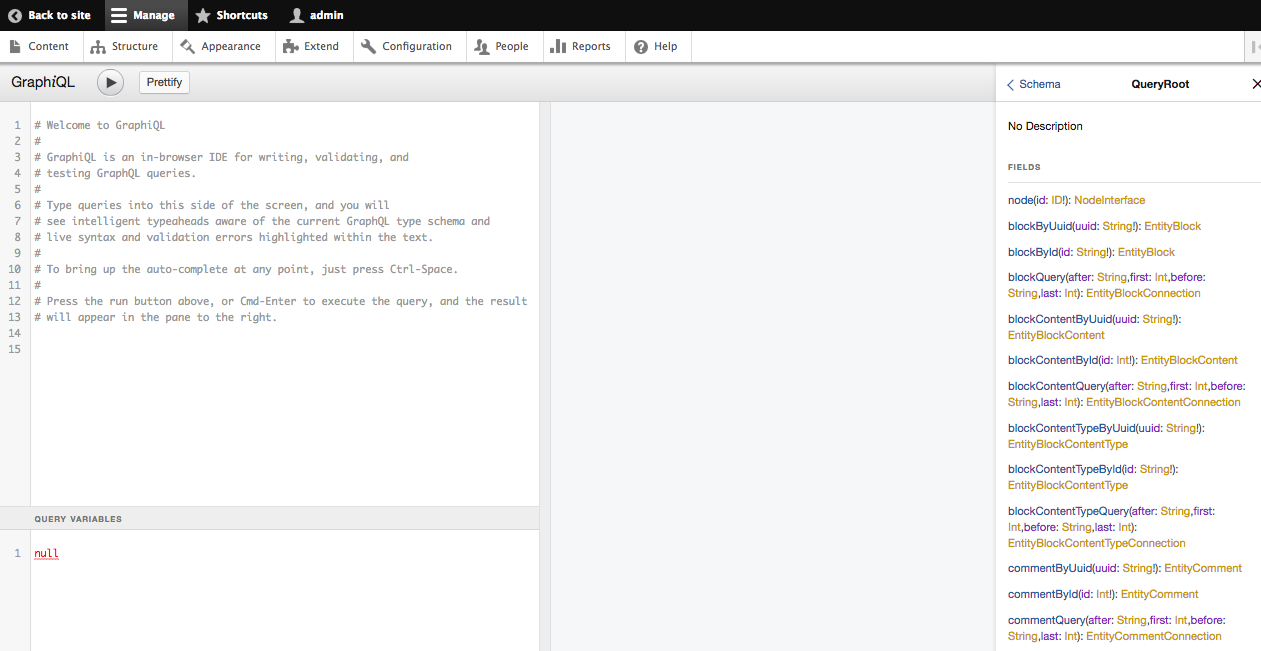 Back to site Manage Shortcuts admin
Content Structure Appearance Extend Configuration People Reports Help
GraphiQL Prettify
1 # Welcome to GraphiQL
2 #
3 # GraphiQL is an in-browser IDE for writing, validating, and
4 # testing GraphQL queries.
5 #
6 # Type queries into this side of the screen, and you will
7 # see intelligent typeaheads aware of the current GraphQL type schema and
8 # live syntax and validation errors highlighted within the text.
9 #
10 # To bring up the auto-complete at any point, just press Ctrl-Space.
11 #
12 # Press the run button above, or Cmd-Enter to execute the query, and the result
13 # will appear in the pane to the right.
14
15
QUERY VARIABLES
1 null
Schema QueryRoot
No Description
FIELDS
node(id: ID!): NodeInterface
blockByUuid(uuid: String!): EntityBlock
blockById(id: String!): EntityBlock
blockQuery(after: String,first: Int,before:
String,last: Int): EntityBlockConnection
blockContentByUuid(uuid: String!):
EntityBlockContent
blockContentById(id: Int!): EntityBlockContent
blockContentQuery(after: String,first: Int,before:
String,last: Int): EntityBlockContentConnection
blockContentTypeByUuid(uuid: String!):
EntityBlockContentType
blockContentTypeById(id: String!):
EntityBlockContentType
blockContentTypeQuery(after: String,first:
Int,before: String,last: Int):
EntityBlockContentTypeConnection
commentByUuid(uuid: String!): EntityComment
commentById(id: Int!): EntityComment
commentQuery(after: String,first: Int,before:
String,last: Int): EntityCommentConnection